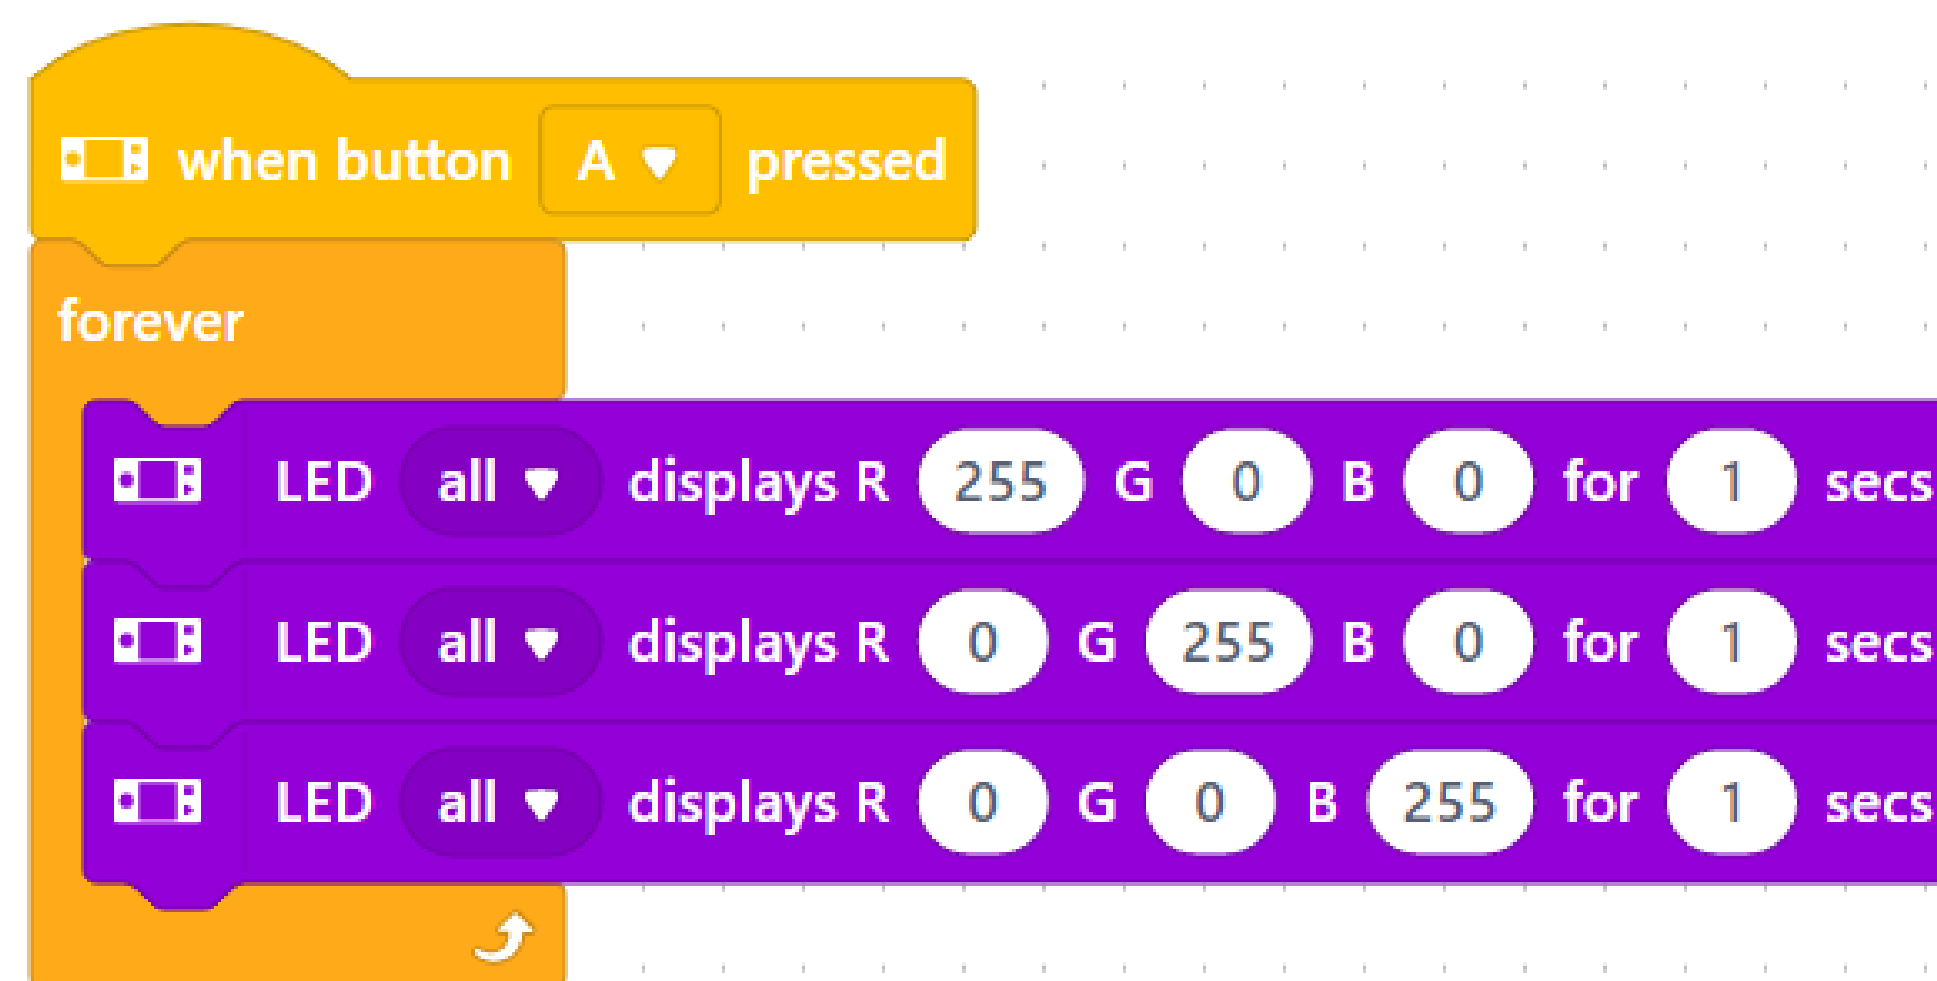 when button A pressed
forever
LED all displays R 255 G 0 B 0 for 1 secs
LED all displays R 0 G 255 B 0 for 1 secs
LED all displays R 0 G 0 B 255 for 1 secs